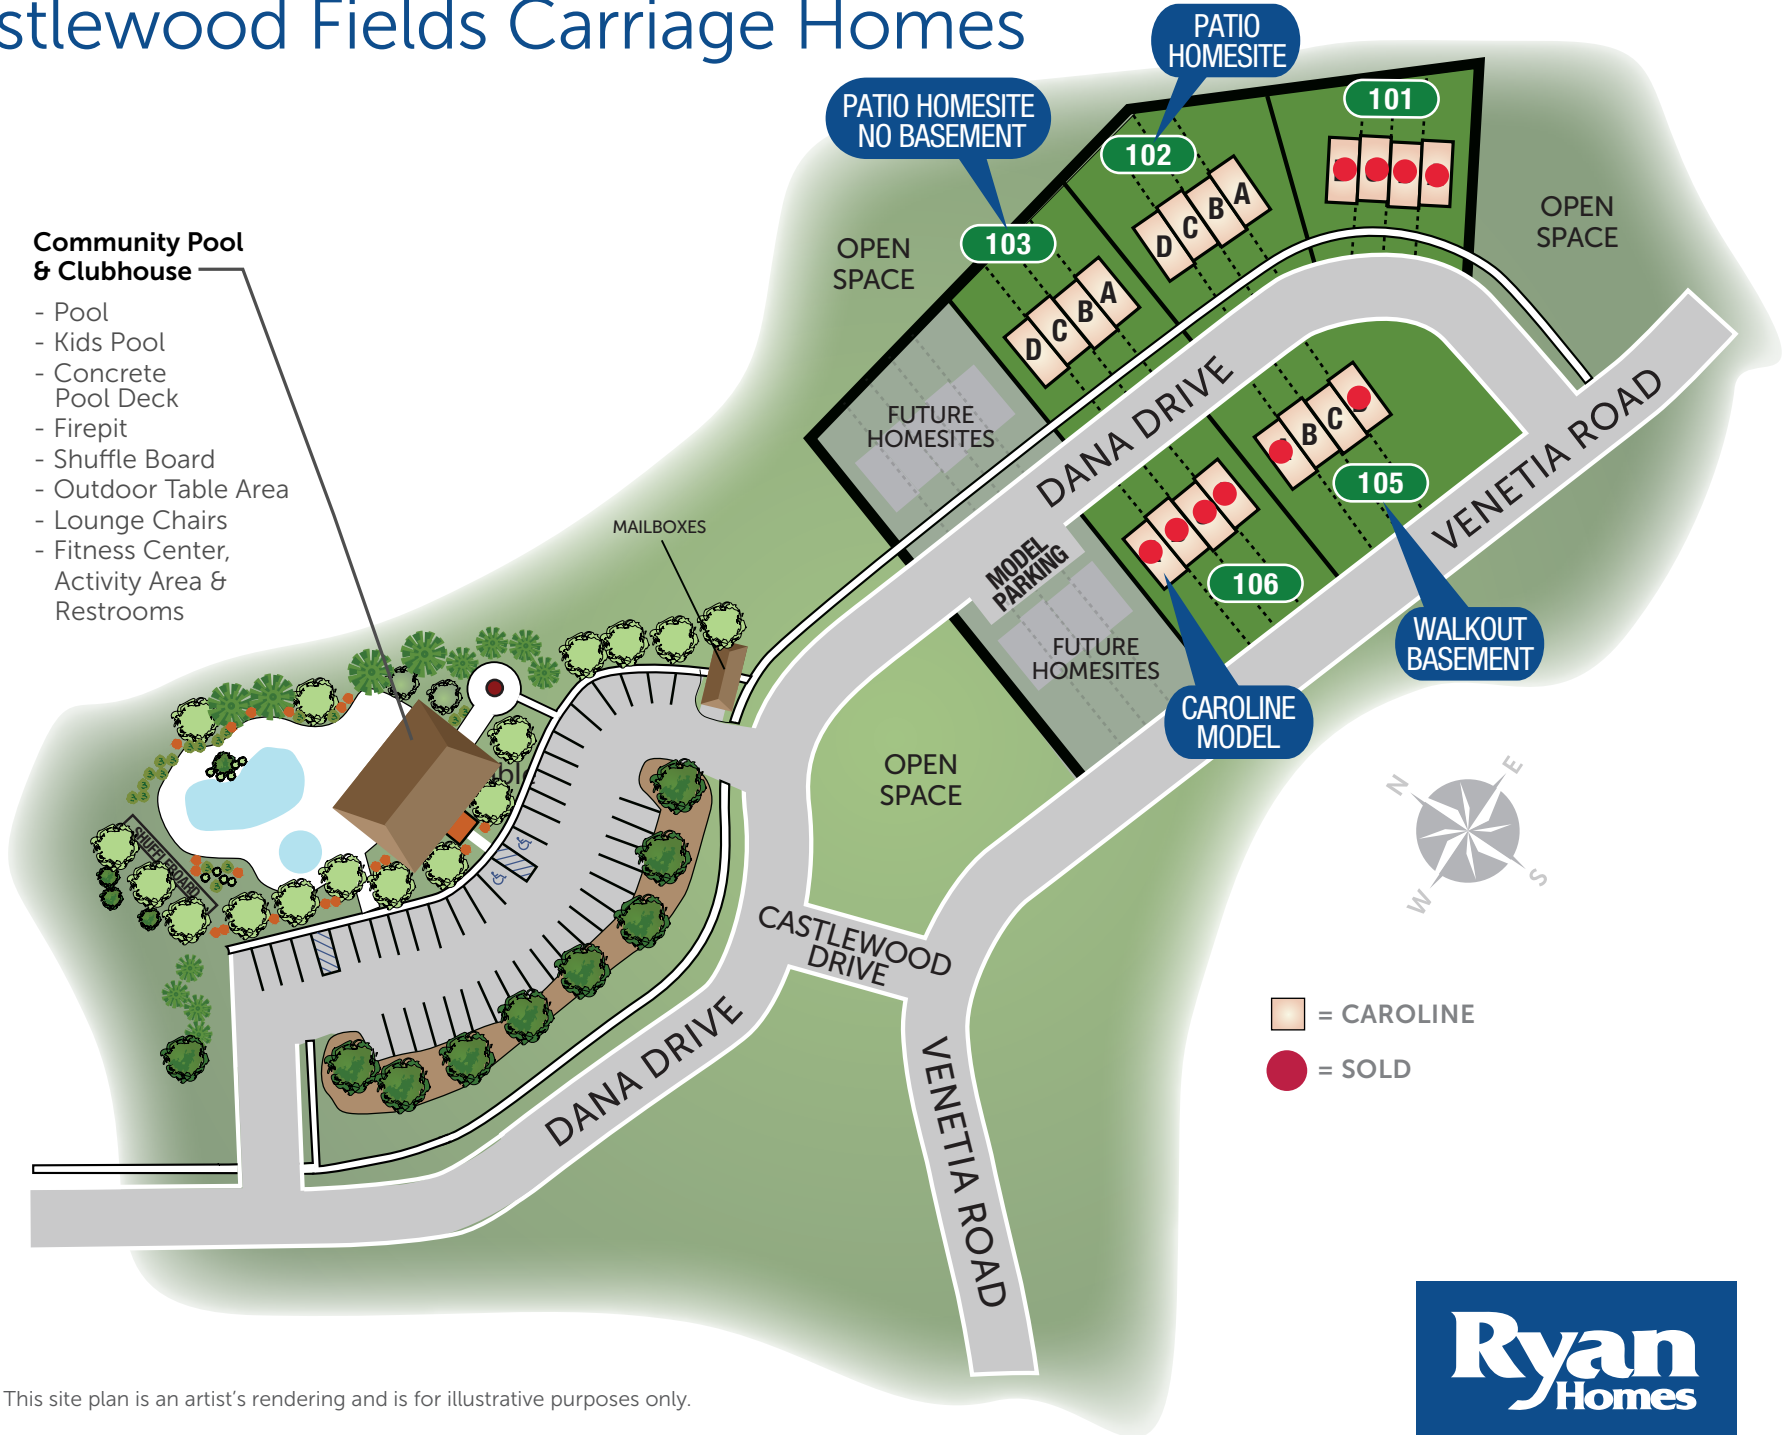 stlewood Fields Carriage Homes
PATIO
HOMESITE
PATIO HOMESITE
NO BASEMENT
101
102
103
OPEN
SPACE
OPEN
SPACE
A
B
C
D
A
B
C
D
Community Pool
& Clubhouse
- Pool
- Kids Pool
- Concrete
Pool Deck
- Firepit
- Shuffle Board
- Outdoor Table Area
- Lounge Chairs
- Fitness Center,
Activity Area &
Restrooms
FUTURE
HOMESITES
DANA DRIVE
B
C
105
VENETIA ROAD
MAILBOXES
MODEL
PARKING
106
FUTURE
HOMESITES
WALKOUT
BASEMENT
CAROLINE
MODEL
OPEN
SPACE
SHUFFLEBOARD
CASTLEWOOD
DRIVE
DANA DRIVE
VENETIA ROAD
N
E
S
W
= CAROLINE
= SOLD
Ryan
Homes
This site plan is an artist's rendering and is for illustrative purposes only.